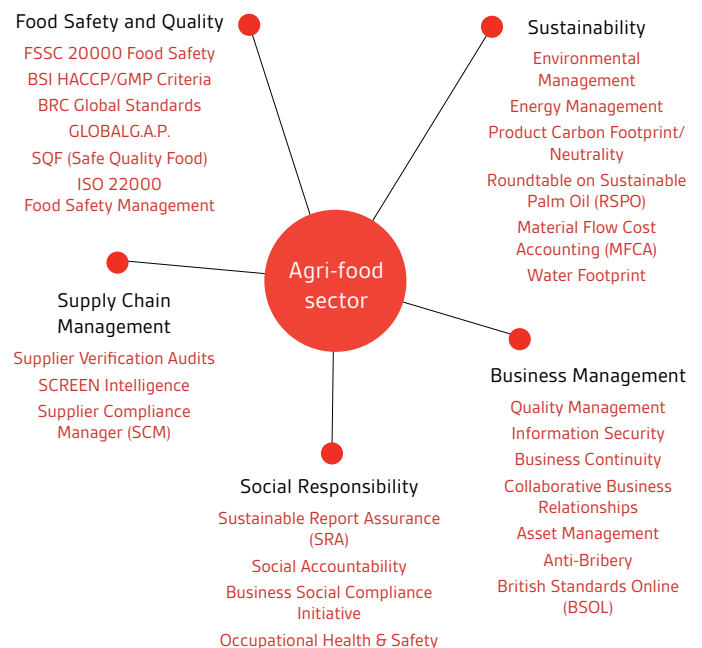 Food Safety and Quality
FSSC 20000 Food Safety
BSI HACCP/GMP Criteria
BRC Global Standards
GLOBALG.A.P.
SQF (Safe Quality Food)
ISO 22000
Food Safety Management
Sustainability
Environmental
Management
Energy Management
Product Carbon Footprint/
Neutrality
Roundtable on Sustainable
Palm Oil (RSPO)
Material Flow Cost
Accounting (MFCA)
Water Footprint
Agri-food
sector
Supply Chain
Management
Supplier Verification Audits
SCREEN Intelligence
Supplier Compliance
Manager (SCM)
Business Management
Quality Management
Information Security
Business Continuity
Collaborative Business
Relationships
Asset Management
Anti-Bribery
British Standards Online
(BSOL)
Social Responsibility
Sustainable Report Assurance
(SRA)
Social Accountability
Business Social Compliance
Initiative
Occupational Health & Safety